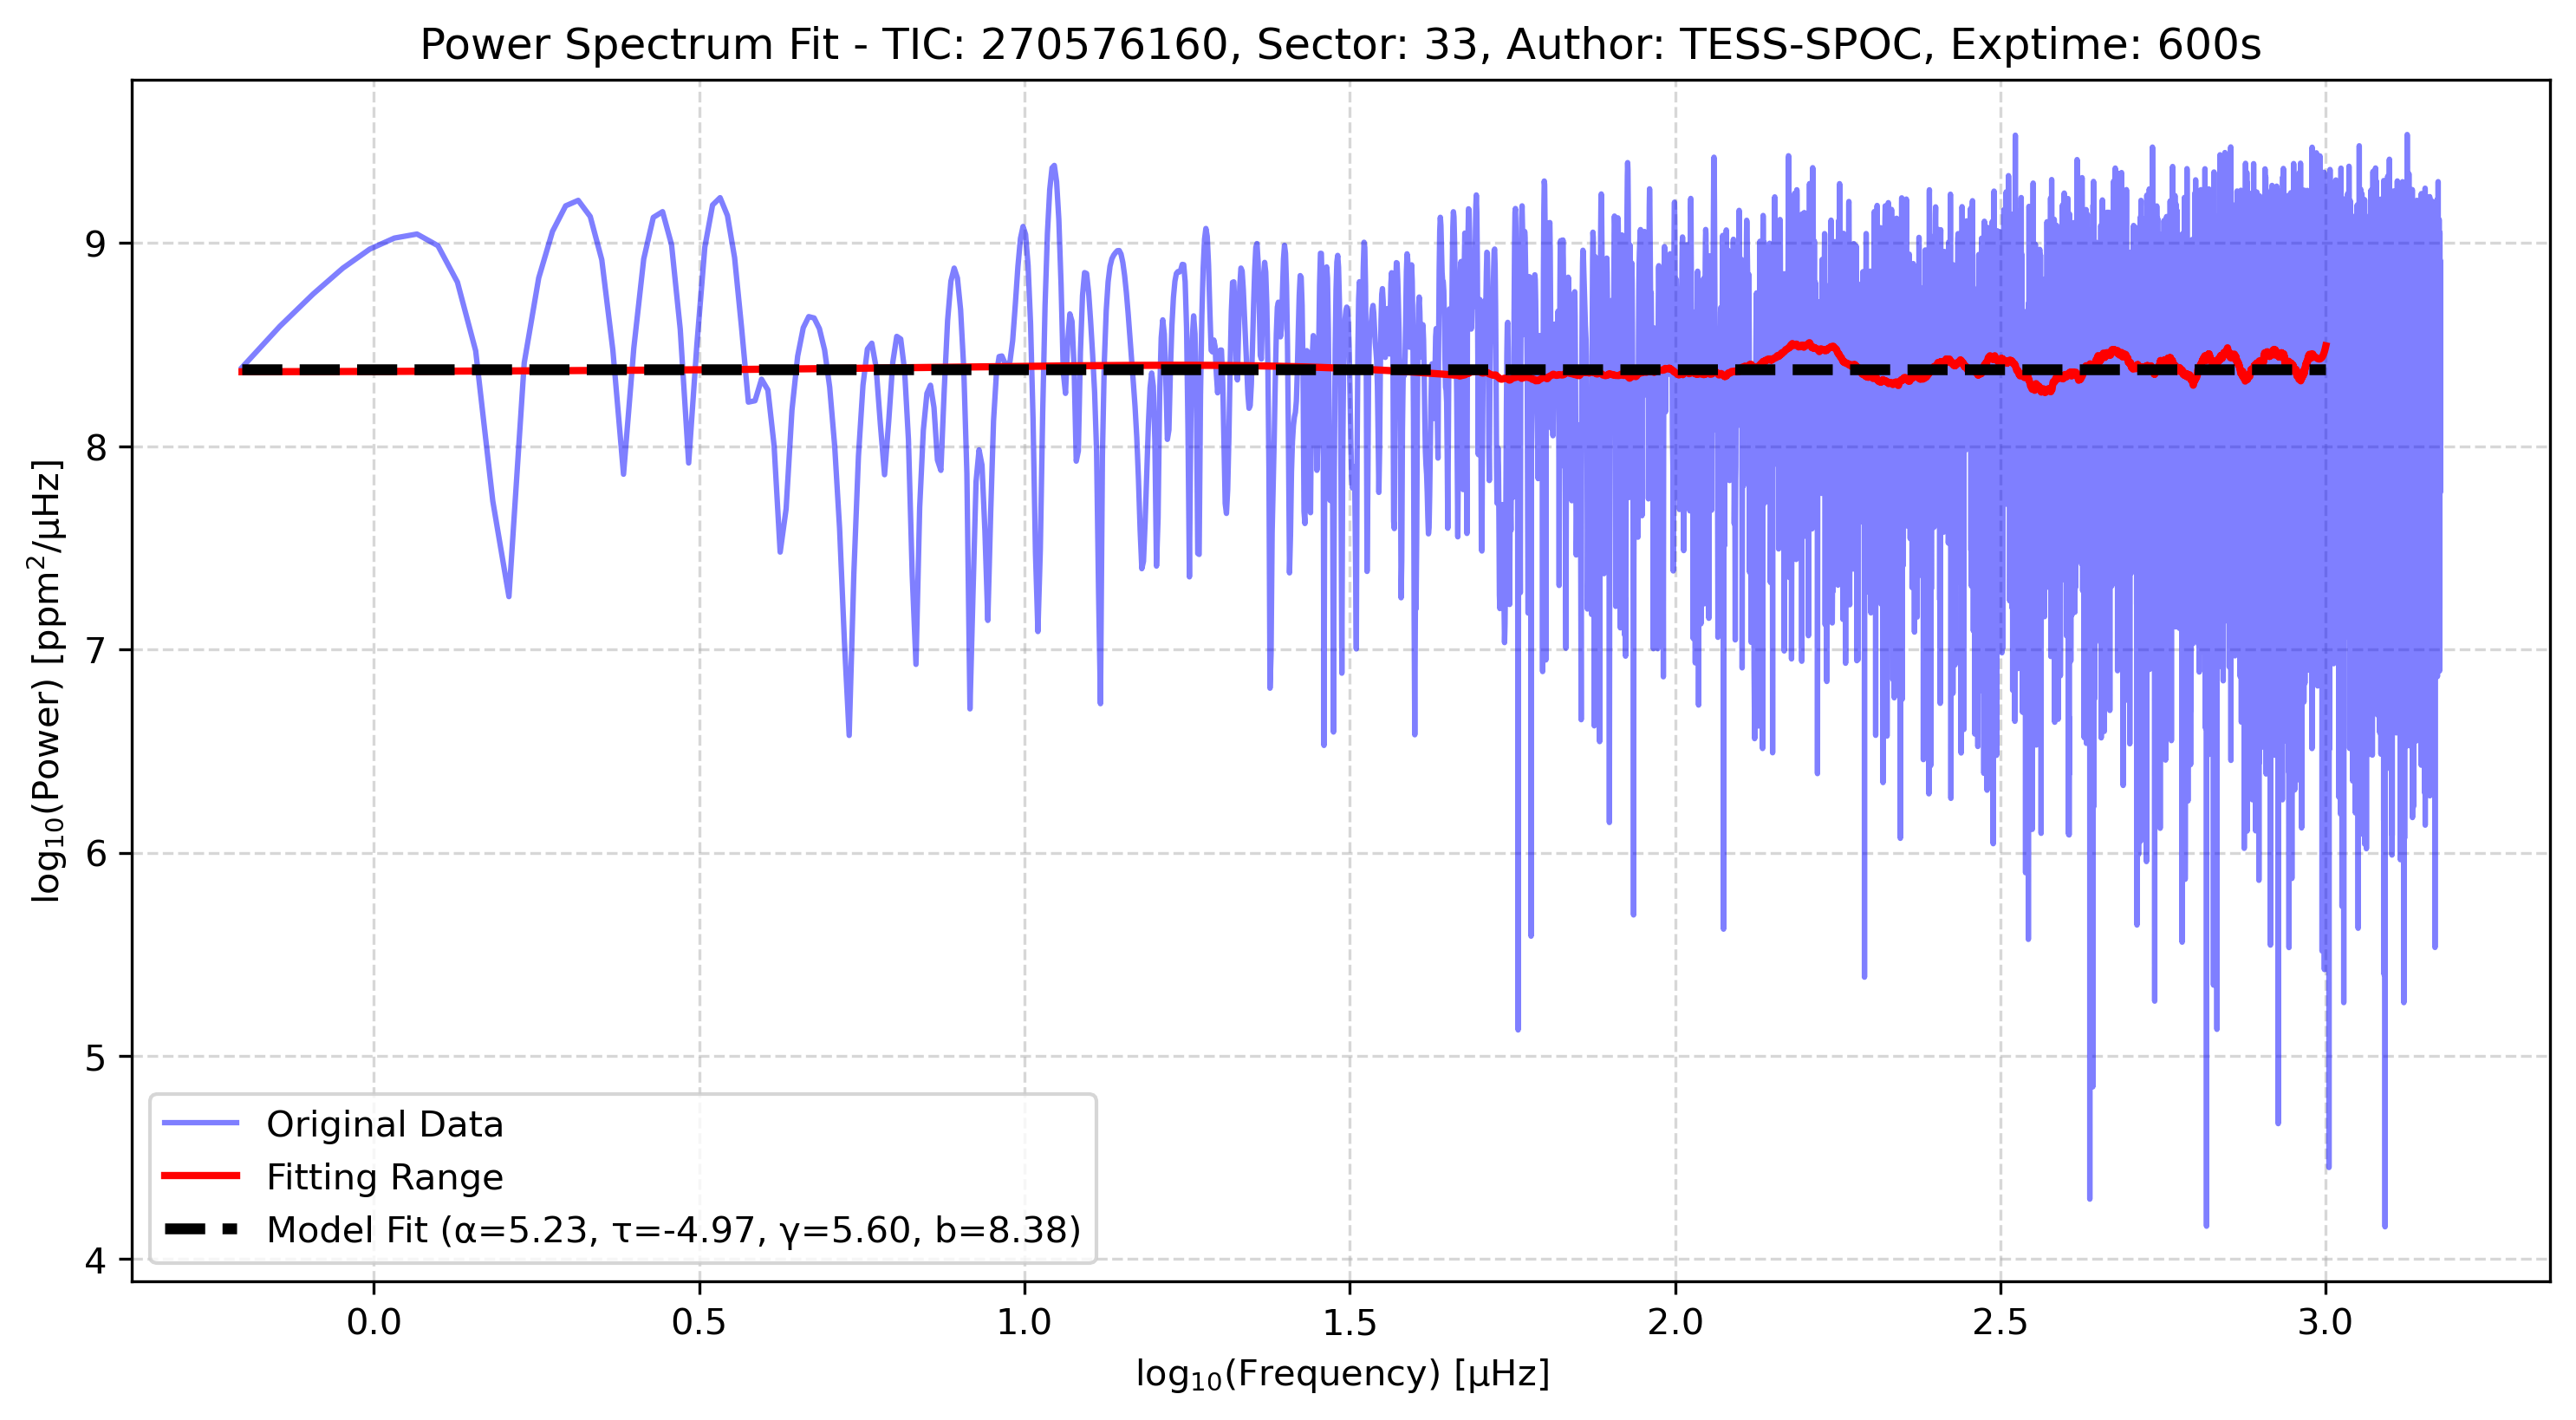 Power Spectrum Fit - TIC: 270576160, Sector: 33, Author: TESS-SPOC, Exptime: 600s
log₁₀(Power) [ppm²/μHz]
9
8
7
6
5
4
Original Data
Fitting Range
Model Fit (α=5.23, τ=-4.97, γ=5.60, b=8.38)
0.0 0.5 1.0 1.5 2.0 2.5 3.0
log₁₀(Frequency) [μHz]